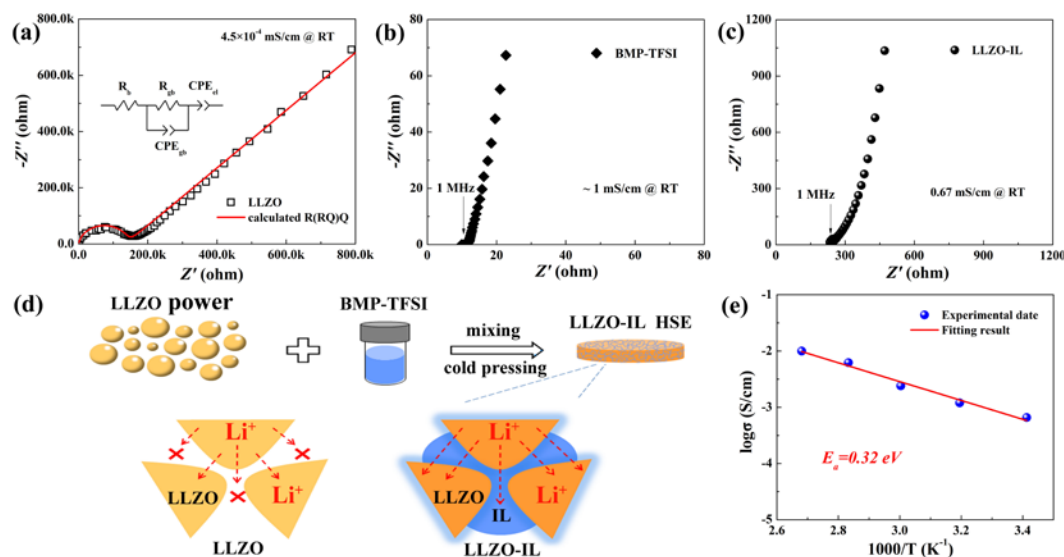 (a)
800.0k
600.0k
400.0k
200.0k
0.0
-Z'' (ohm)
4.5×10⁻⁴ mS/cm @ RT
R_b
R_gb
CPE_el
CPE_gb
LLZO
calculated R(RQ)Q
0.0
200.0k
400.0k
600.0k
800.0k
Z' (ohm)
(b)
80
60
40
20
0
-Z'' (ohm)
BMP-TFSI
1 MHz
~ 1 mS/cm @ RT
0
20
40
60
80
Z' (ohm)
(c)
1200
900
600
300
0
-Z'' (ohm)
LLZO-IL
1 MHz
0.67 mS/cm @ RT
0
300
600
900
1200
Z' (ohm)
(d)
LLZO power
BMP-TFSI
mixing
cold pressing
LLZO-IL HSE
Li⁺
LLZO
Li⁺
LLZO
Li⁺
LLZO
Li⁺
IL
LLZO-IL
(e)
-1
-2
-3
-4
-5
logσ (S/cm)
Experimental date
Fitting result
E_a=0.32 eV
2.6
2.8
3.0
3.2
3.4
1000/T (K⁻¹)